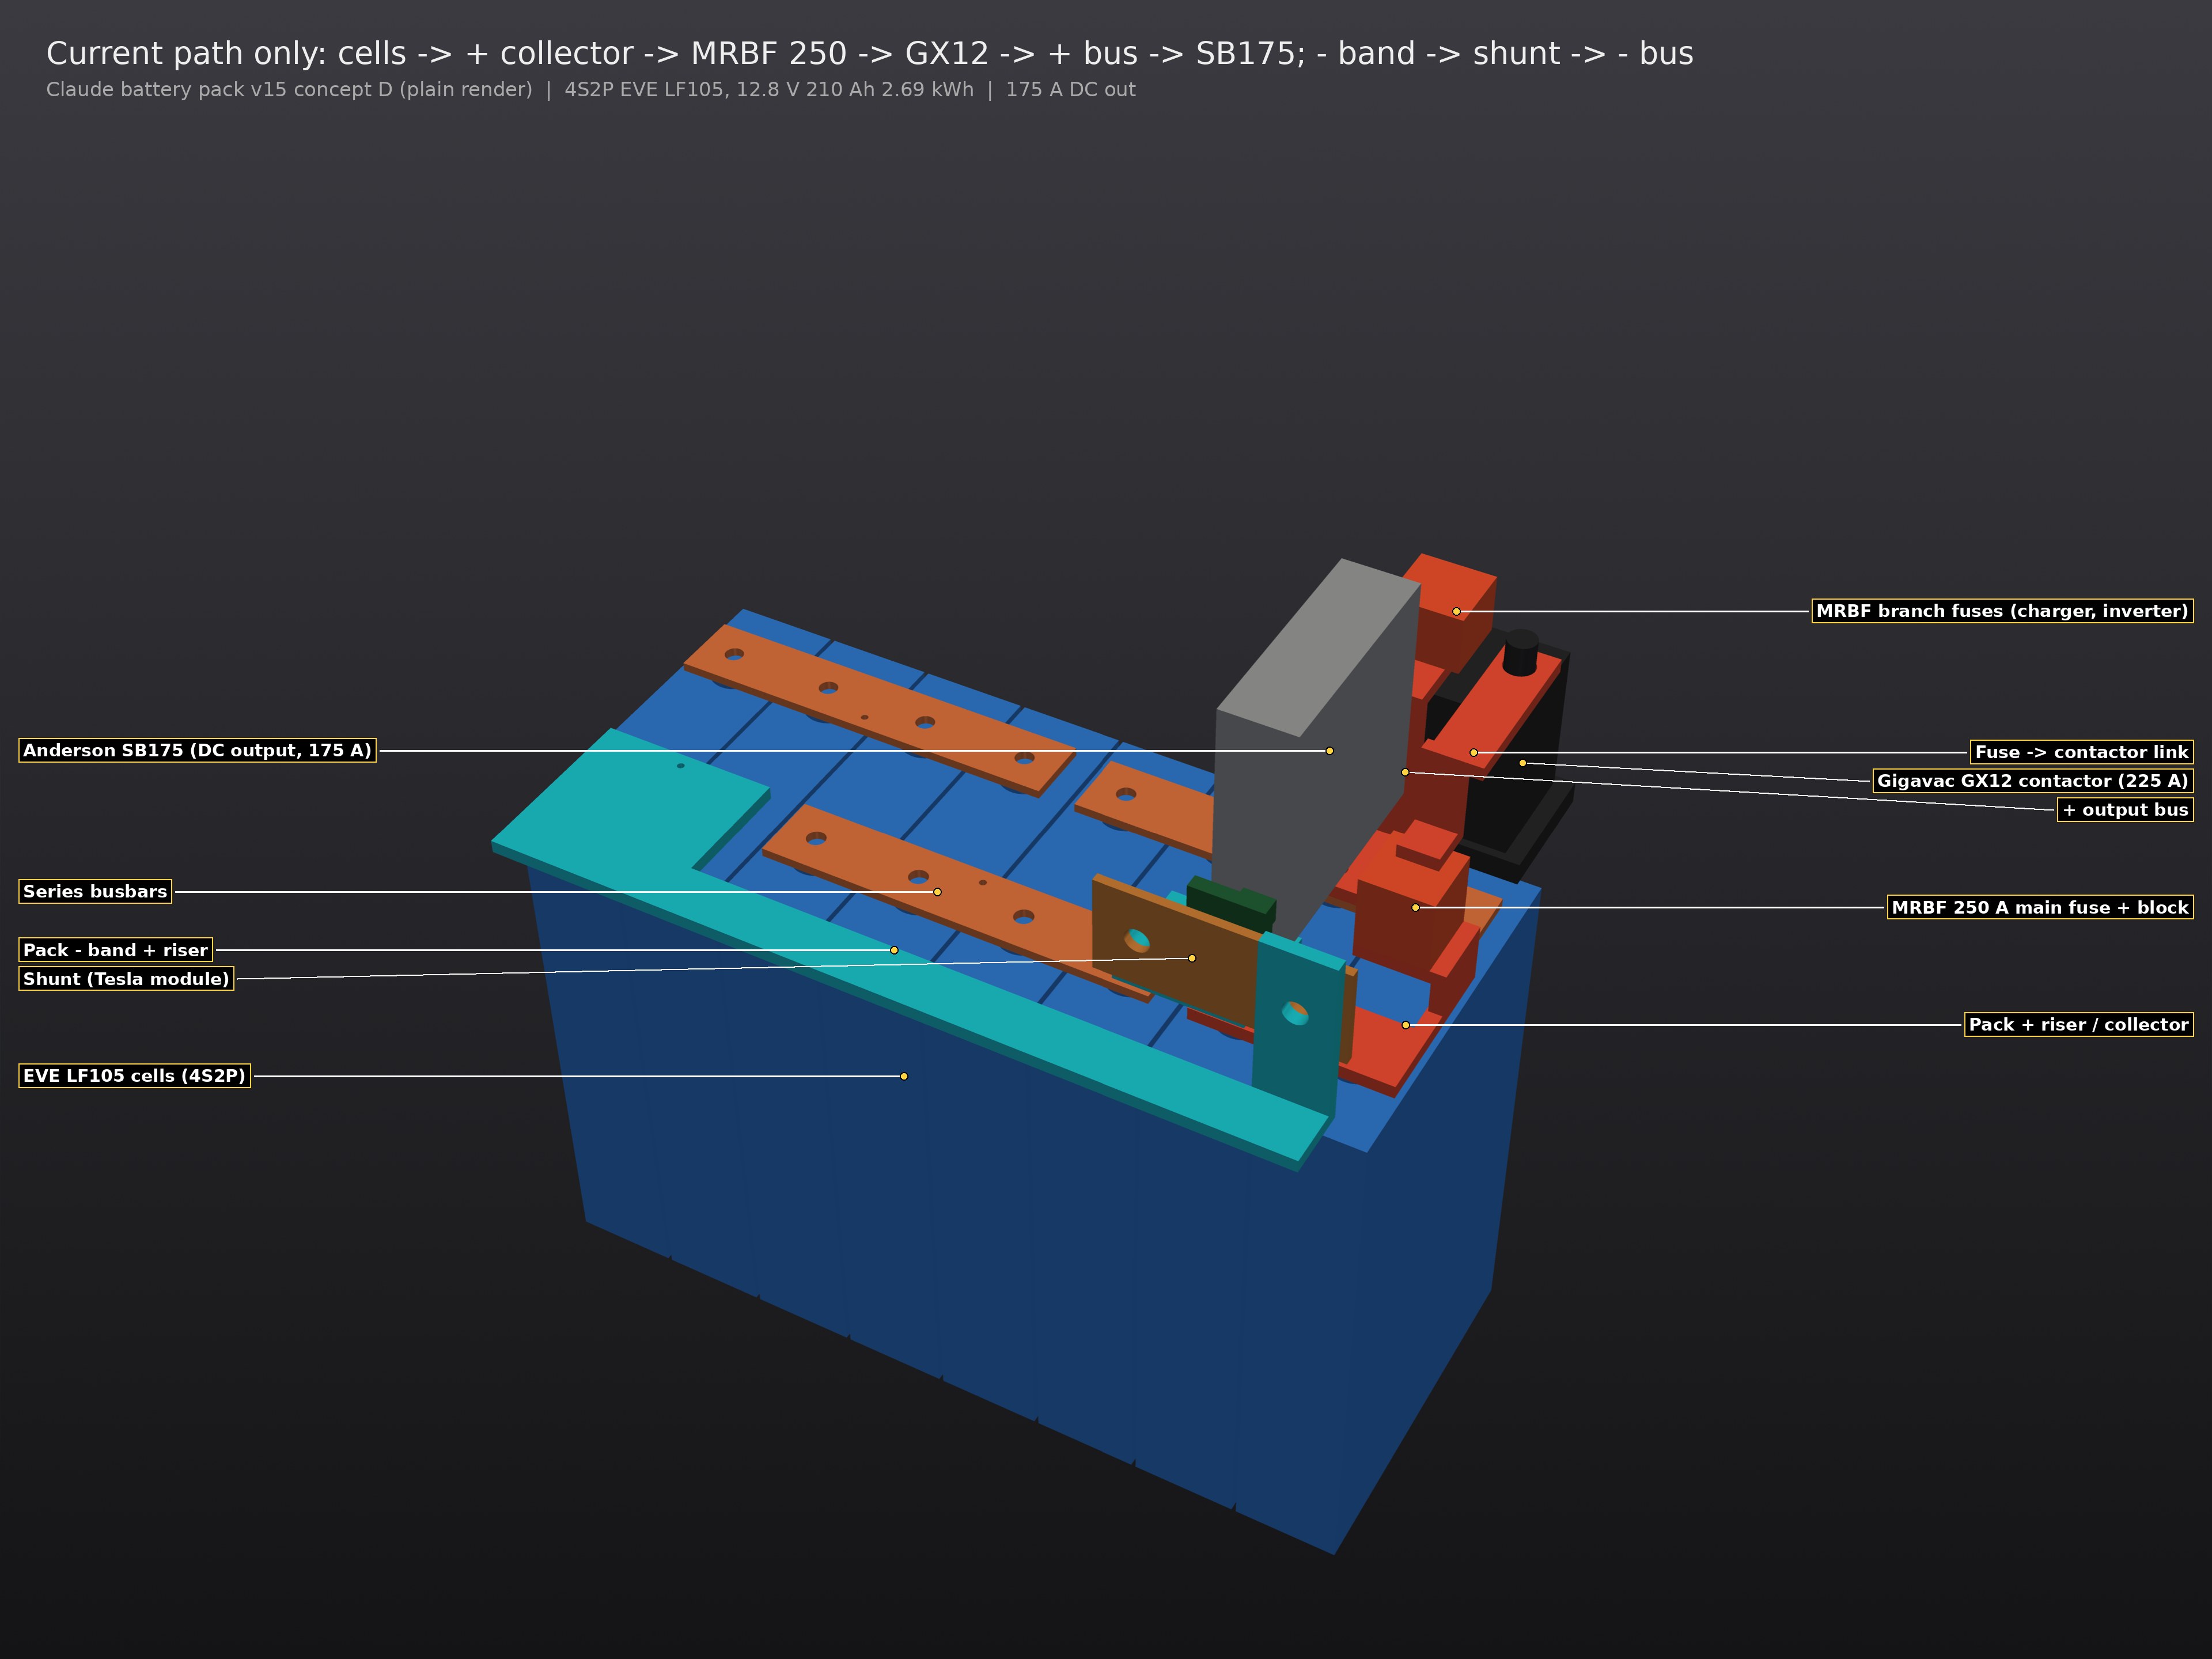 Current path only: cells -> + collector -> MRBF 250 -> GX12 -> + bus -> SB175; - band -> shunt -> - bus
Claude battery pack v15 concept D (plain render)  |  4S2P EVE LF105, 12.8 V 210 Ah 2.69 kWh  |  175 A DC out
MRBF branch fuses (charger, inverter)
Anderson SB175 (DC output, 175 A)
Fuse -> contactor link
Gigavac GX12 contactor (225 A)
+ output bus
Series busbars
MRBF 250 A main fuse + block
Pack - band + riser
Shunt (Tesla module)
Pack + riser / collector
EVE LF105 cells (4S2P)